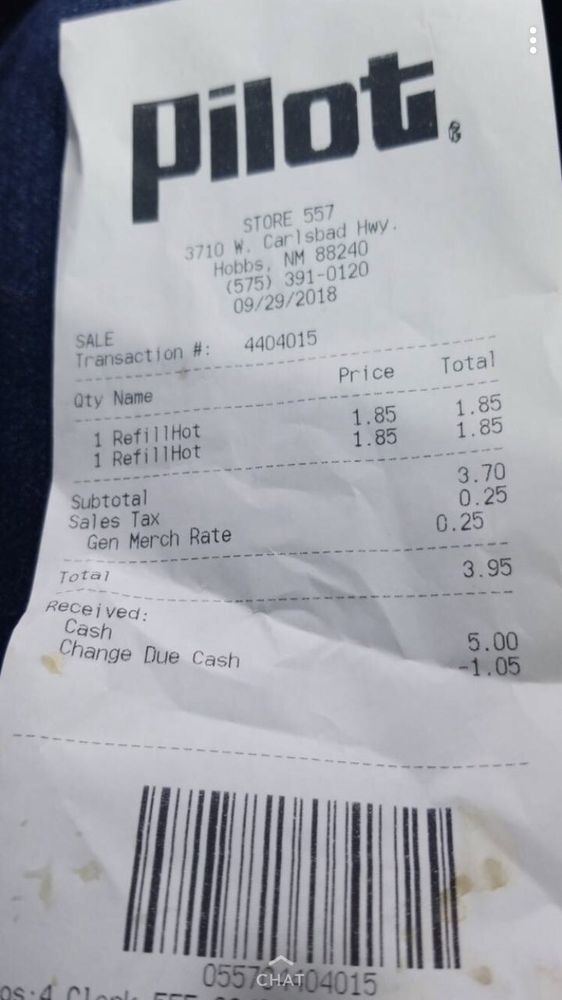 Pilot®
STORE 557
3710 W. Carlsbad Hwy.
Hobbs, NM 88240
(575) 391-0120
09/29/2018
SALE
Transaction #: 4404015
Qty Name Price Total
1 RefillHot 1.85 1.85
1 RefillHot 1.85 1.85
Subtotal 3.70
Sales Tax 0.25
Gen Merch Rate 0.25
Total 3.95
Received:
Cash 5.00
Change Due Cash -1.05
CHAT